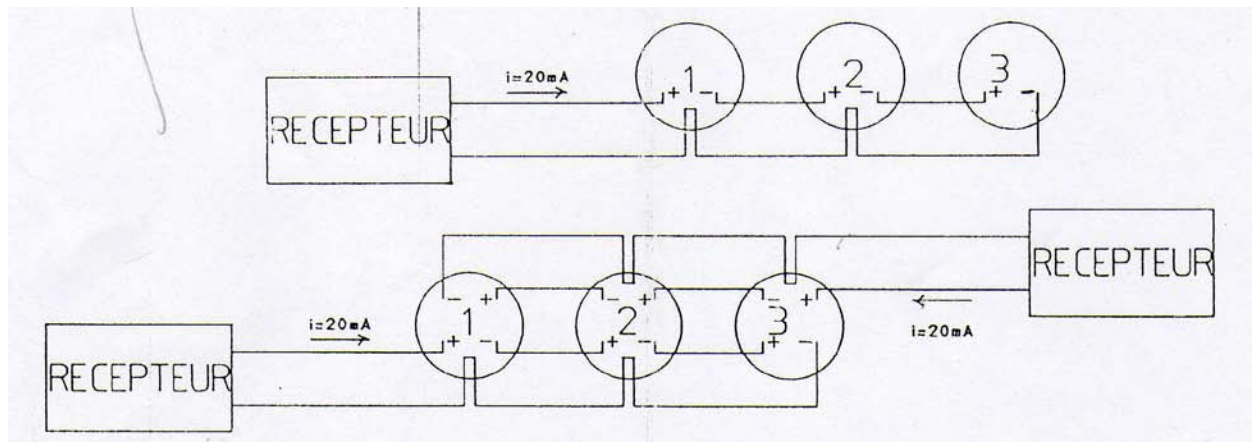 i=20mA
1 2 3
+ - + - + -
RECEPTEUR
RECEPTEUR
- + - + - +
1 2 3
i=20mA
i=20mA
+ - + - + -
RECEPTEUR